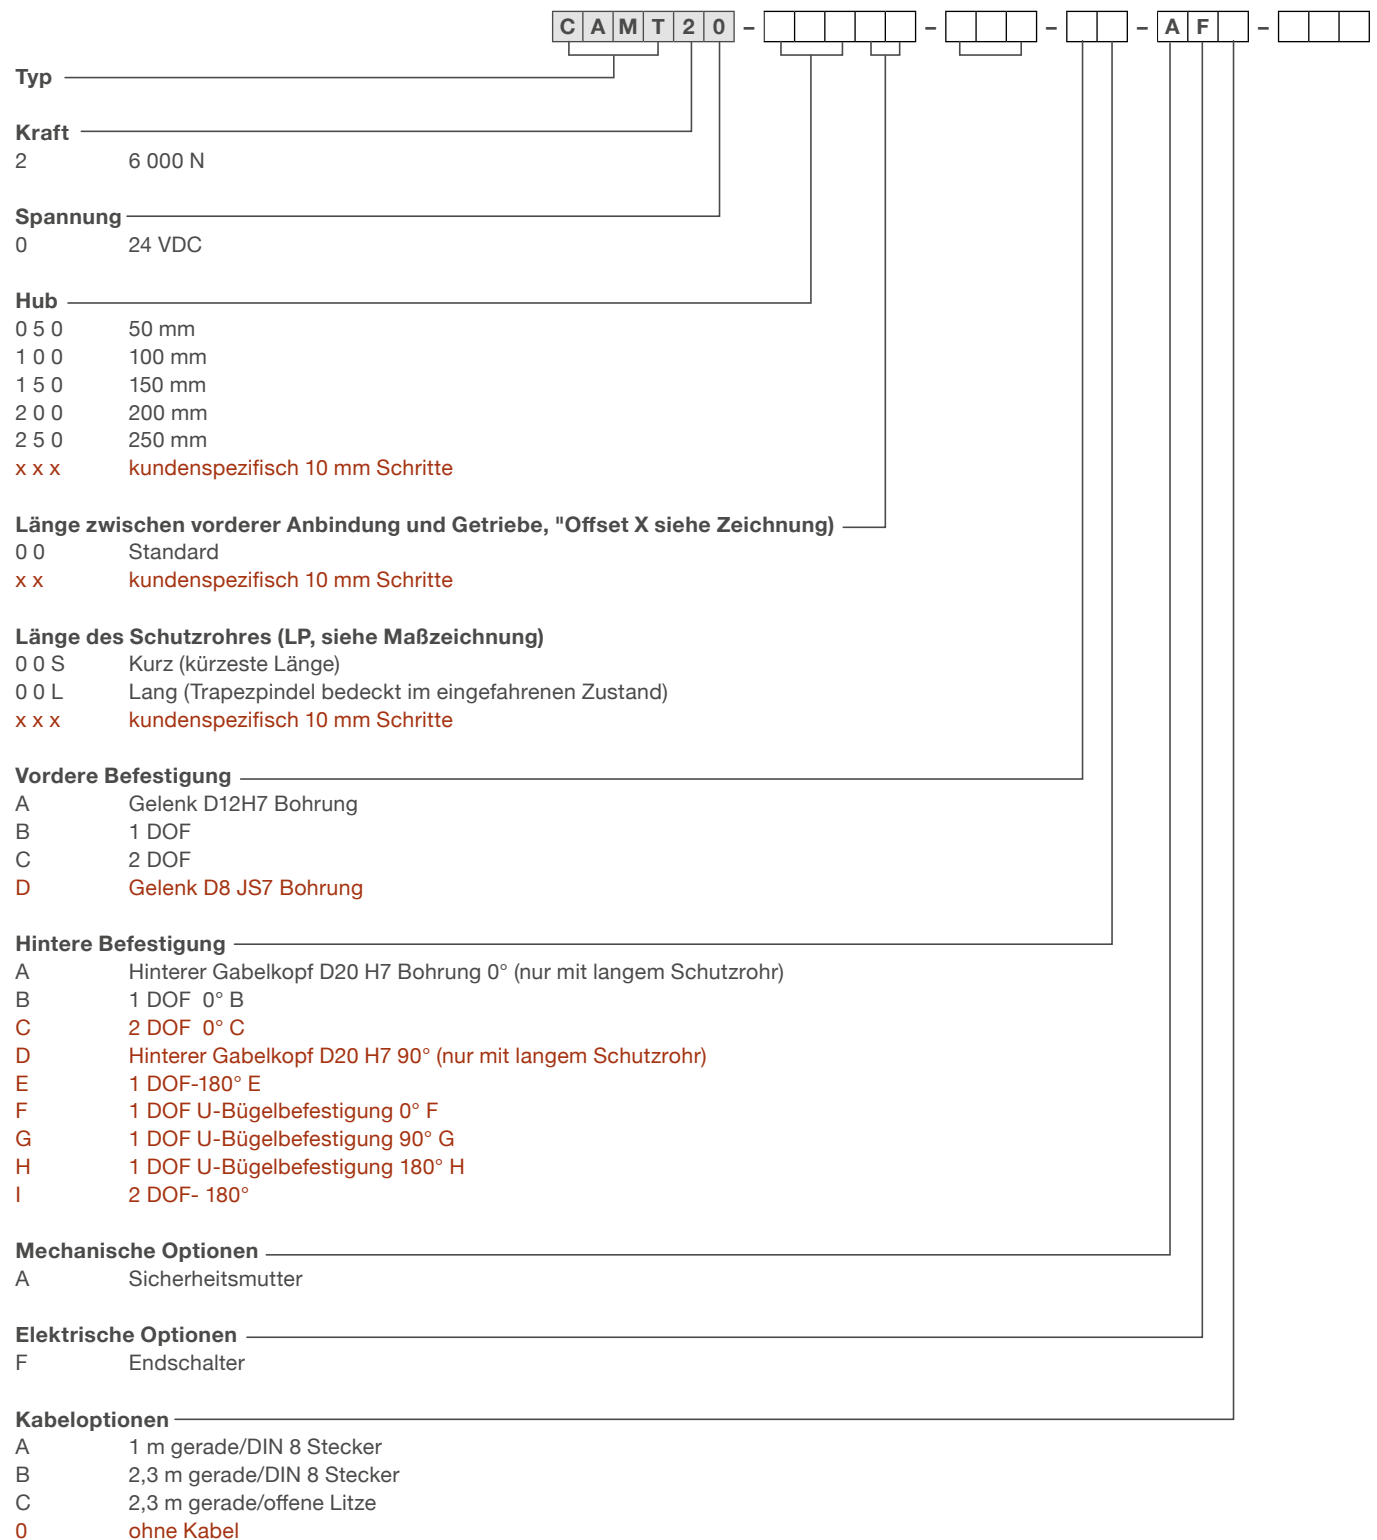 C A M T 2 0 – – – – A F –
Typ
Kraft
2 6 000 N
Spannung
0 24 VDC
Hub
0 5 0 50 mm
1 0 0 100 mm
1 5 0 150 mm
2 0 0 200 mm
2 5 0 250 mm
x x x kundenspezifisch 10 mm Schritte
Länge zwischen vorderer Anbindung und Getriebe, "Offset X siehe Zeichnung)
0 0 Standard
x x kundenspezifisch 10 mm Schritte
Länge des Schutzrohres (LP, siehe Maßzeichnung)
0 0 S Kurz (kürzeste Länge)
0 0 L Lang (Trapezpindel bedeckt im eingefahrenen Zustand)
x x x kundenspezifisch 10 mm Schritte
Vordere Befestigung
A Gelenk D12H7 Bohrung
B 1 DOF
C 2 DOF
D Gelenk D8 JS7 Bohrung
Hintere Befestigung
A Hinterer Gabelkopf D20 H7 Bohrung 0° (nur mit langem Schutzrohr)
B 1 DOF 0° B
C 2 DOF 0° C
D Hinterer Gabelkopf D20 H7 90° (nur mit langem Schutzrohr)
E 1 DOF-180° E
F 1 DOF U-Bügelbefestigung 0° F
G 1 DOF U-Bügelbefestigung 90° G
H 1 DOF U-Bügelbefestigung 180° H
I 2 DOF- 180°
Mechanische Optionen
A Sicherheitsmutter
Elektrische Optionen
F Endschalter
Kabeloptionen
A 1 m gerade/DIN 8 Stecker
B 2,3 m gerade/DIN 8 Stecker
C 2,3 m gerade/offene Litze
0 ohne Kabel